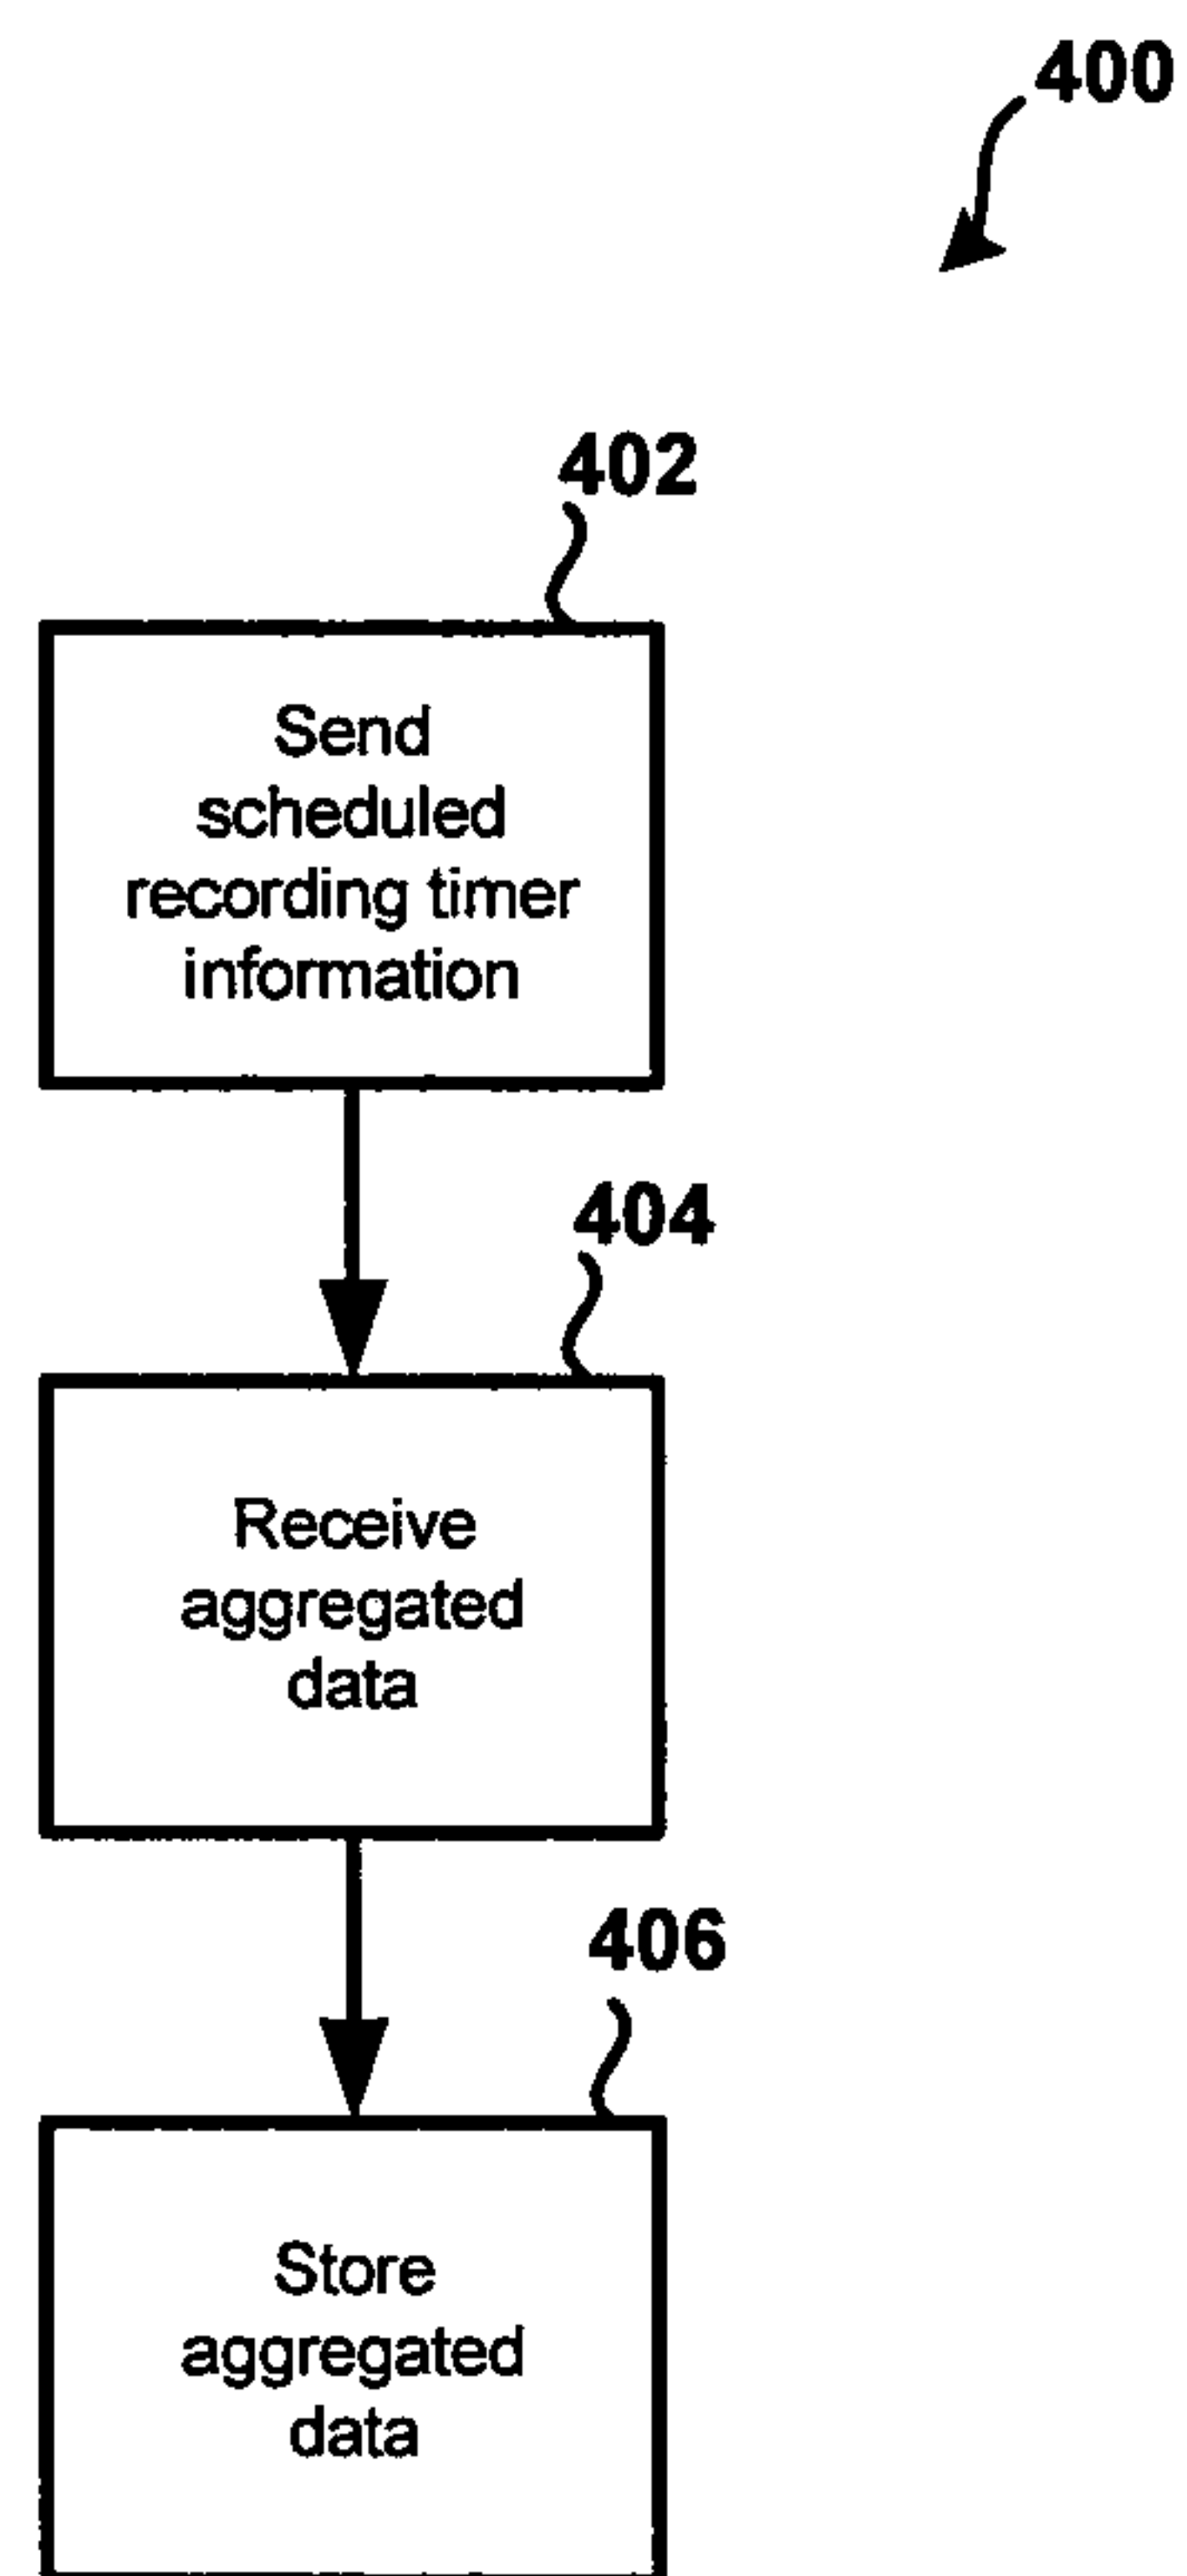 400
402
Send
scheduled
recording timer
information
404
Receive
aggregated
data
406
Store
aggregated
data